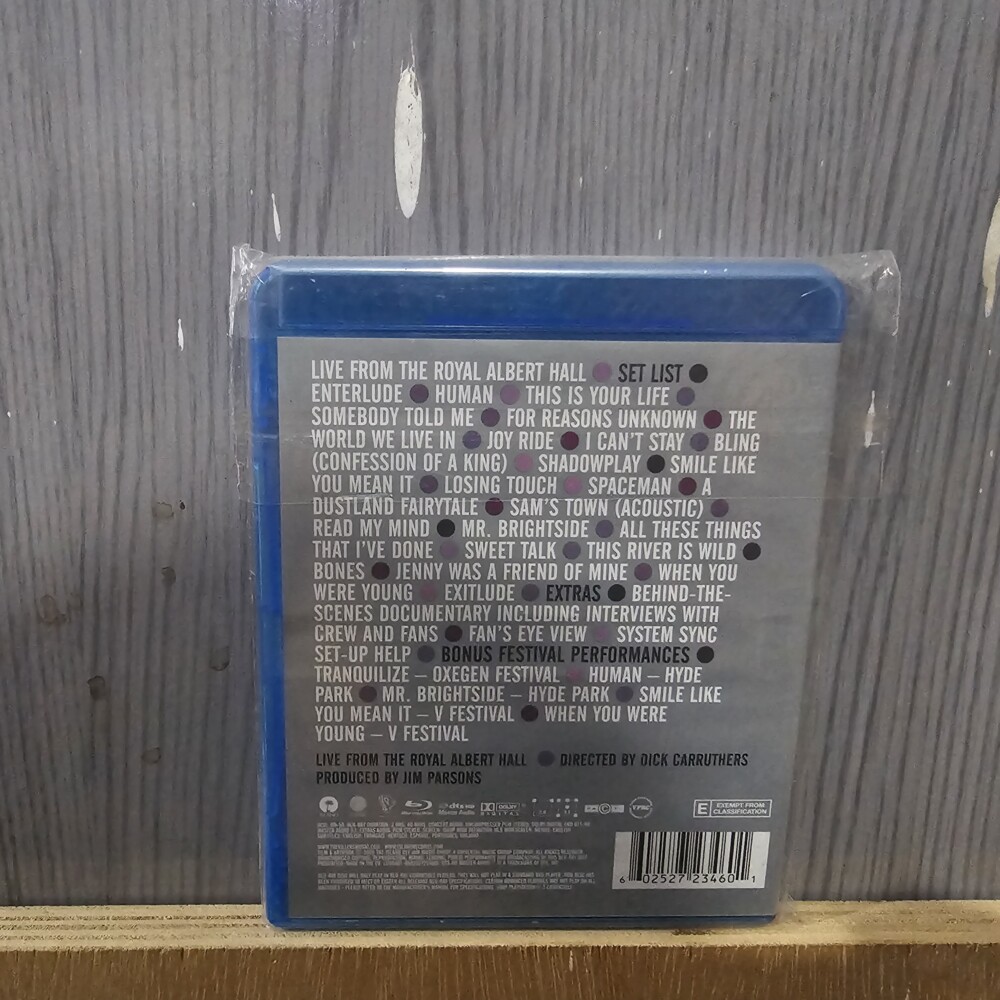 LIVE FROM THE ROYAL ALBERT HALL ● SET LIST ●
ENTERLUDE ● HUMAN ● THIS IS YOUR LIFE ●
SOMEBODY TOLD ME ● FOR REASONS UNKNOWN ● THE
WORLD WE LIVE IN ● JOY RIDE ● I CAN'T STAY ● BLING
(CONFESSION OF A KING) ● SHADOWPLAY ● SMILE LIKE
YOU MEAN IT ● LOSING TOUCH ● SPACEMAN ● A
DUSTLAND FAIRYTALE ● SAM'S TOWN (ACOUSTIC) ●
READ MY MIND ● MR. BRIGHTSIDE ● ALL THESE THINGS
THAT I'VE DONE ● SWEET TALK ● THIS RIVER IS WILD ●
BONES ● JENNY WAS A FRIEND OF MINE ● WHEN YOU
WERE YOUNG ● EXITLUDE ● EXTRAS ● BEHIND-THE-
SCENES DOCUMENTARY INCLUDING INTERVIEWS WITH
CREW AND FANS ● FAN'S EYE VIEW ● SYSTEM SYNC
SET-UP HELP ● BONUS FESTIVAL PERFORMANCES ●
TRANQUILIZE – OXEGEN FESTIVAL ● HUMAN – HYDE
PARK ● MR. BRIGHTSIDE – HYDE PARK ● SMILE LIKE
YOU MEAN IT – V FESTIVAL ● WHEN YOU WERE
YOUNG – V FESTIVAL
LIVE FROM THE ROYAL ALBERT HALL ● DIRECTED BY DICK CARRUTHERS
PRODUCED BY JIM PARSONS
dts DOLBY DIGITAL E EXEMPT FROM CLASSIFICATION
6 02527 23460 1